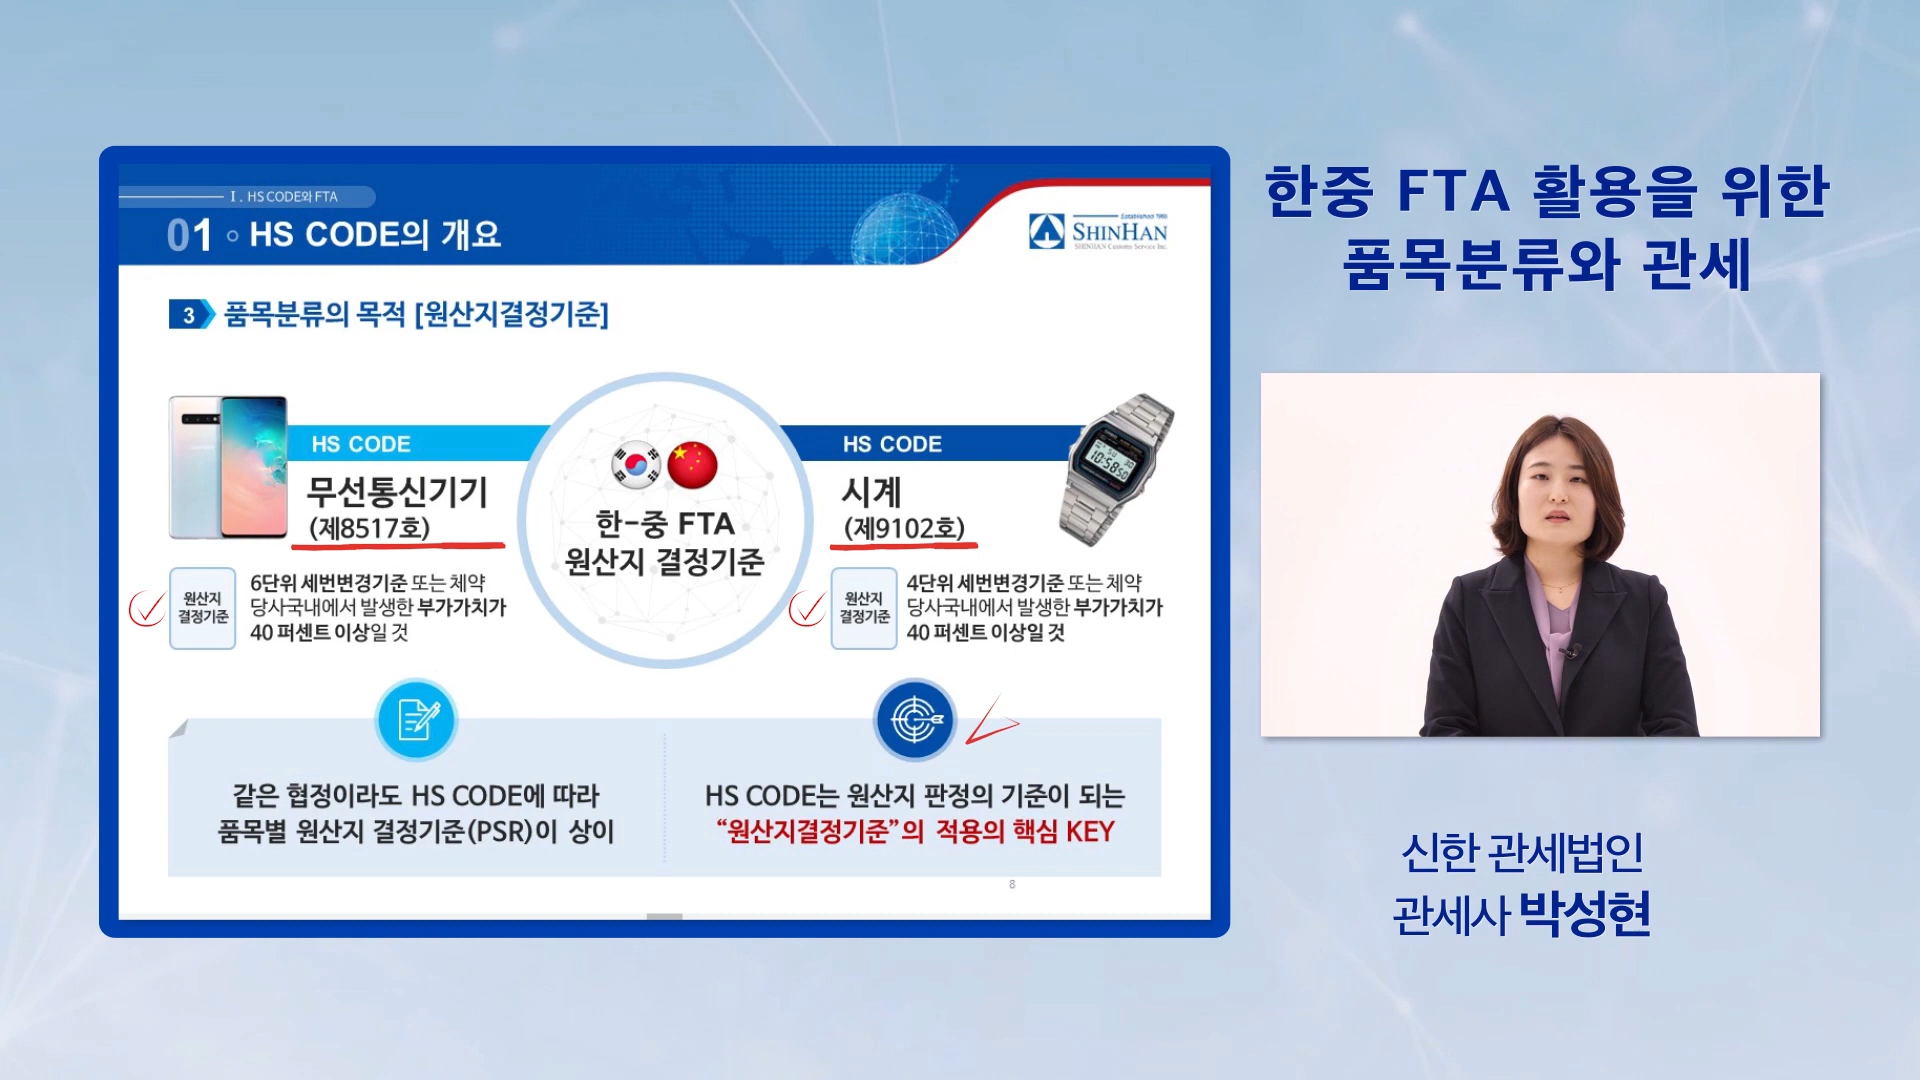 Ⅰ. HS CODE와 FTA
01 HS CODE의 개요
Established 1966
SHINHAN
SHINHAN Customs Service Inc.
3 품목분류의 목적 [원산지결정기준]
HS CODE
무선통신기기
(제8517호)
원산지
결정기준
6단위 세번변경기준 또는 체약
당사국내에서 발생한 부가가치가
40 퍼센트 이상일 것
한-중 FTA
원산지 결정기준
HS CODE
시계
(제9102호)
SU
10:58
50
원산지
결정기준
4단위 세번변경기준 또는 체약
당사국내에서 발생한 부가가치가
40 퍼센트 이상일 것
같은 협정이라도 HS CODE에 따라
품목별 원산지 결정기준(PSR)이 상이
HS CODE는 원산지 판정의 기준이 되는
“원산지결정기준”의 적용의 핵심 KEY
8
한중 FTA 활용을 위한
품목분류와 관세
신한 관세법인
관세사 박성현